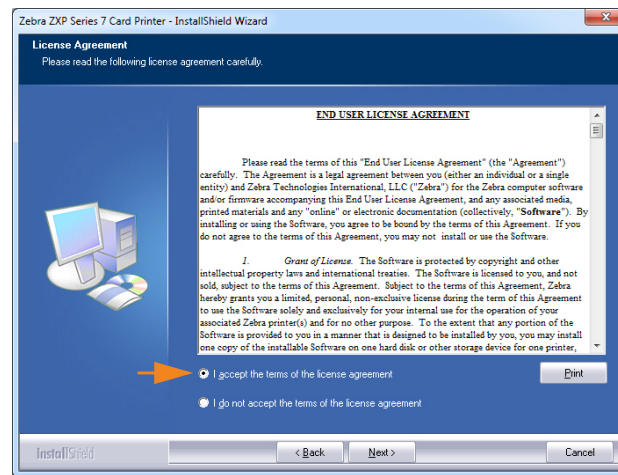 Zebra ZXP Series 7 Card Printer - InstallShield Wizard
License Agreement
Please read the following license agreement carefully.
END USER LICENSE AGREEMENT
Please read the terms of this "End User License Agreement" (the "Agreement")
carefully. The Agreement is a legal agreement between you (either an individual or a single
entity) and Zebra Technologies International, LLC ("Zebra") for the Zebra computer software
and/or firmware accompanying this End User License Agreement, and any associated media,
printed materials and any "online" or electronic documentation (collectively, "Software"). By
installing or using the Software, you agree to be bound by the terms of this Agreement. If you
do not agree to the terms of this Agreement, you may not install or use the Software.
1. Grant of License. The Software is protected by copyright and other
intellectual property laws and international treaties. The Software is licensed to you, and not
sold, subject to the terms of this Agreement. Subject to the terms of this Agreement, Zebra
hereby grants you a limited, personal, non-exclusive license during the term of this Agreement
to use the Software solely and exclusively for your internal use for the operation of your
associated Zebra printer(s) and for no other purpose. To the extent that any portion of the
Software is provided to you in a manner that is designed to be installed by you, you may install
one copy of the installable Software on one hard disk or other storage device for one printer,
I accept the terms of the license agreement
Print
I do not accept the terms of the license agreement
InstallShield
< Back
Next >
Cancel